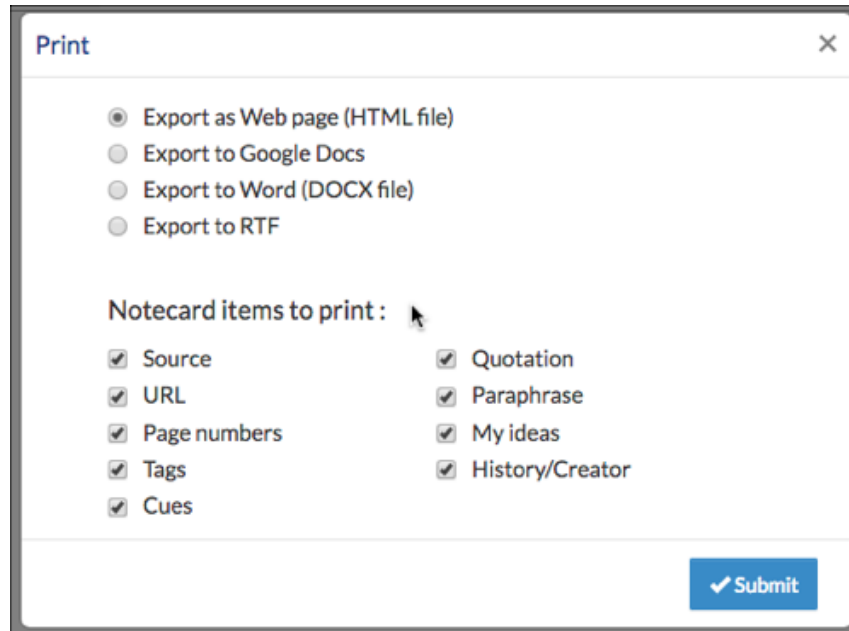 Print
Export as Web page (HTML file)
Export to Google Docs
Export to Word (DOCX file)
Export to RTF
Notecard items to print :
Source
Quotation
URL
Paraphrase
Page numbers
My ideas
Tags
History/Creator
Cues
Submit